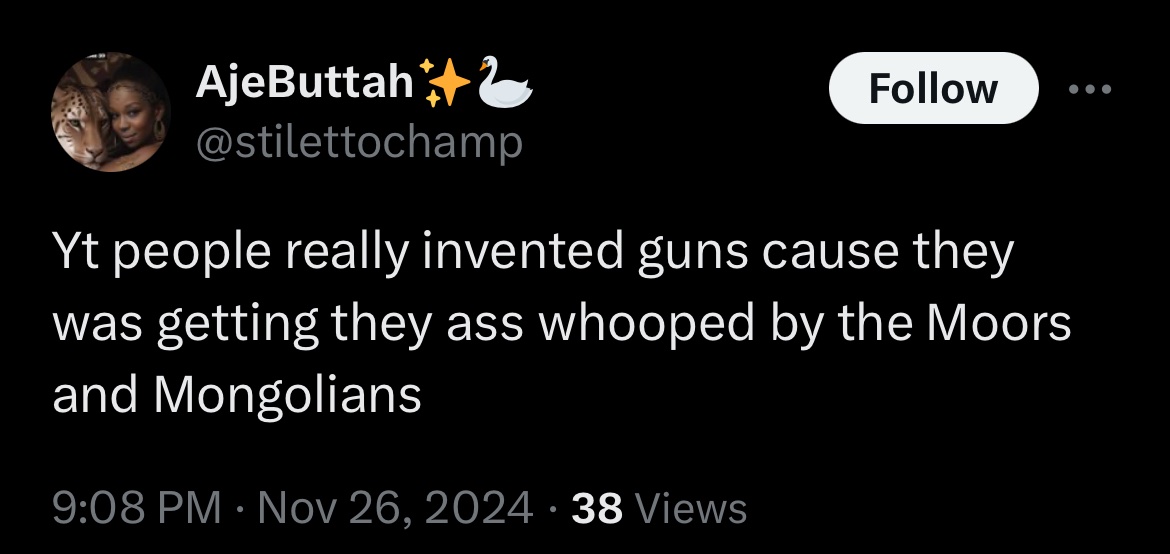 AjeButtah✨🦢
@stilettochamp
Follow
Yt people really invented guns cause they
was getting they ass whooped by the Moors
and Mongolians
9:08 PM · Nov 26, 2024 · 38 Views